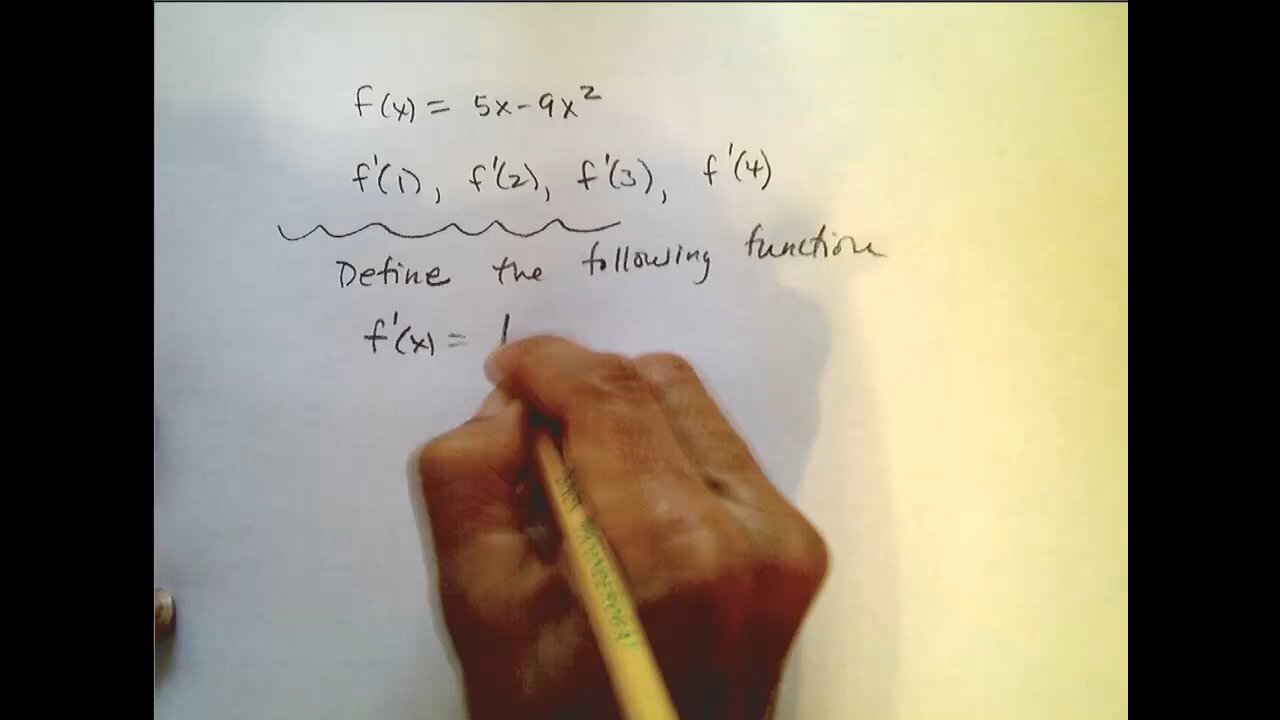 f(x) = 5x - 9x²
f'(1), f'(2), f'(3), f'(4)
Define the following function
f'(x) = l